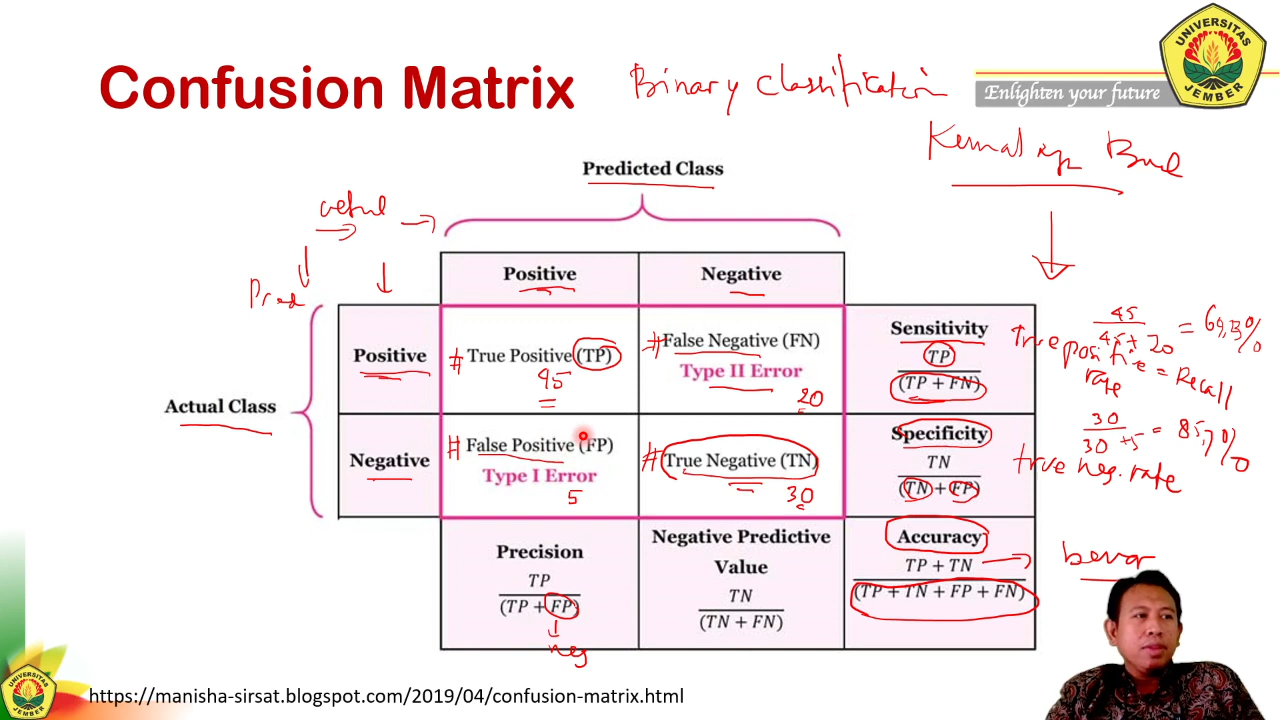 Confusion Matrix
Binary Classification
UNIVERSITAS
JEMBER
Enlighten your future
Predicted Class
actual
Pred
Positive
Negative
Positive
# True Positive (TP)
45
# False Negative (FN)
Type II Error
20
Sensitivity
TP
(TP + FN)
true positive rate = Recall
45
45 + 20
= 69,23%
Actual Class
Negative
# False Positive (FP)
Type I Error
5
# True Negative (TN)
30
Specificity
TN
(TN + FP)
30
30 + 5
= 85,7%
true neg. rate
Precision
TP
(TP + FP)
neg
Negative Predictive
Value
TN
(TN + FN)
Accuracy
TP + TN
(TP + TN + FP + FN)
benar
UNIVERSITAS
JEMBER
https://manisha-sirsat.blogspot.com/2019/04/confusion-matrix.html